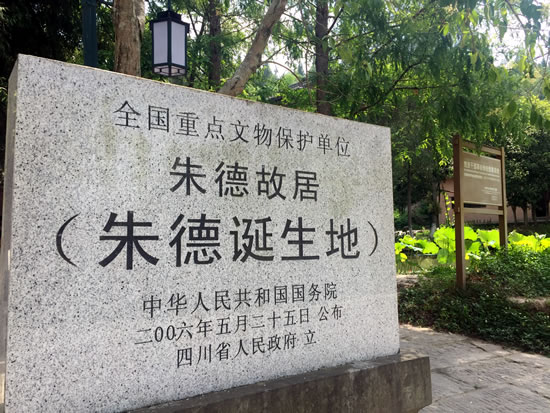 全国重点文物保护单位
朱德故居
（朱德诞生地）
中华人民共和国国务院
二00六年五月二十五日 公布
四川省人民政府·立